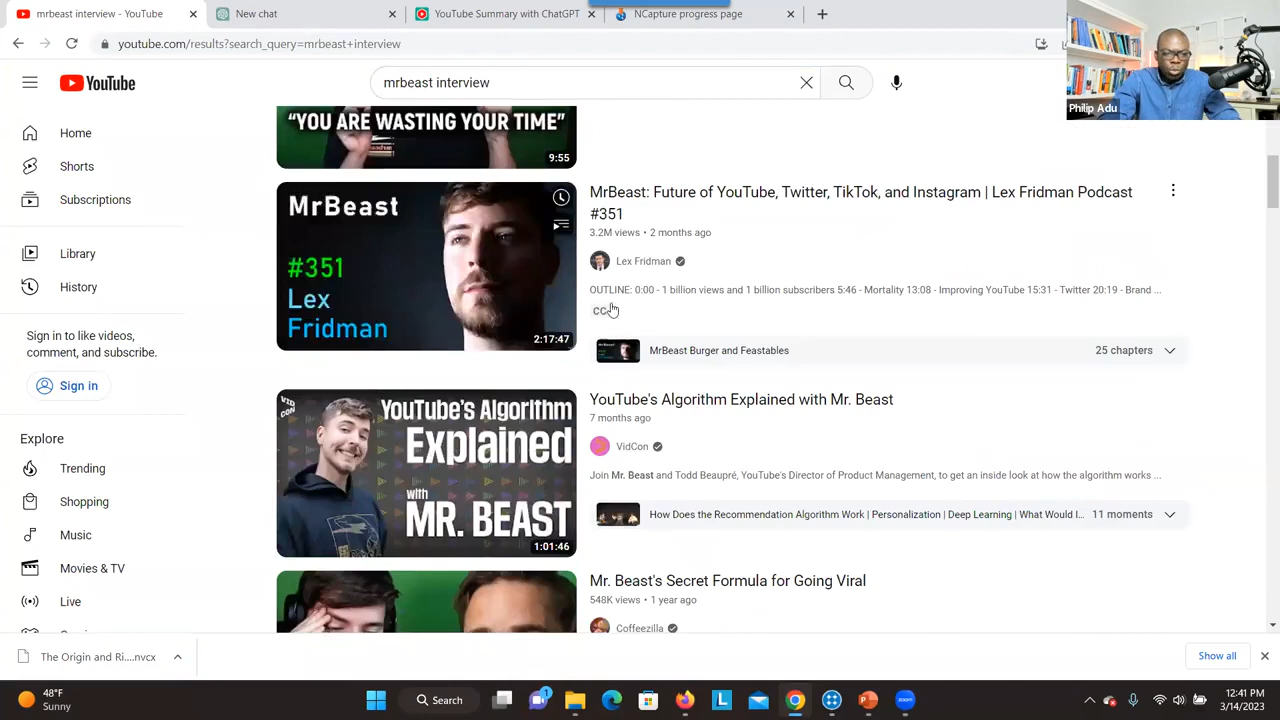 mrbeast interview - YouTube
New chat
YouTube Summary with ChatGPT
NCapture progress page
youtube.com/results?search_query=mrbeast+interview
YouTube
mrbeast interview
Philip Adu
Home
Shorts
Subscriptions
Library
History
Sign in to like videos,
comment, and subscribe.
Sign in
Explore
Trending
Shopping
Music
Movies & TV
Live
"YOU ARE WASTING YOUR TIME"
9:55
MrBeast
#351
Lex
Fridman
2:17:47
MrBeast: Future of YouTube, Twitter, TikTok, and Instagram | Lex Fridman Podcast
#351
3.2M views • 2 months ago
Lex Fridman
OUTLINE: 0:00 - 1 billion views and 1 billion subscribers 5:46 - Mortality 13:08 - Improving YouTube 15:31 - Twitter 20:19 - Brand ...
CC
MrBeast Burger and Feastables
25 chapters
VID
CON
YouTube's Algorithm
Explained
with
MR. BEAST
1:01:46
YouTube's Algorithm Explained with Mr. Beast
7 months ago
VidCon
Join Mr. Beast and Todd Beaupré, YouTube's Director of Product Management, to get an inside look at how the algorithm works ...
How Does the Recommendation Algorithm Work | Personalization | Deep Learning | What Would I...
11 moments
Mr. Beast's Secret Formula for Going Viral
548K views • 1 year ago
Coffeezilla
The Origin and Ri....nvcx
Show all
48°F
Sunny
Search
12:41 PM
3/14/2023